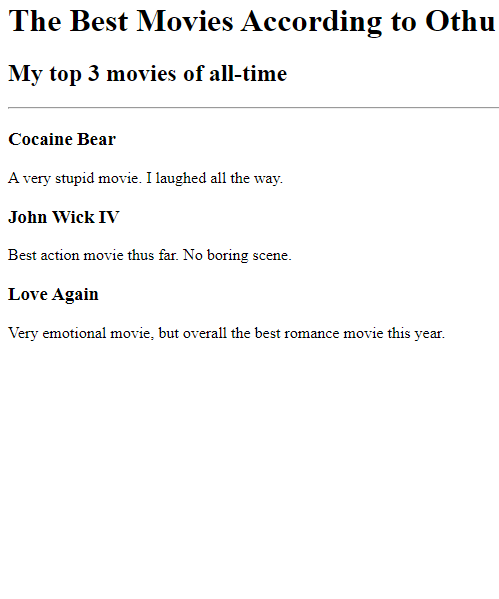 The Best Movies According to Othu
My top 3 movies of all-time
Cocaine Bear
A very stupid movie. I laughed all the way.
John Wick IV
Best action movie thus far. No boring scene.
Love Again
Very emotional movie, but overall the best romance movie this year.